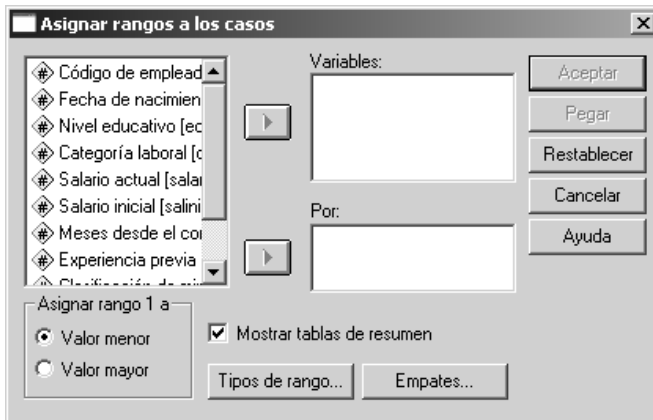 Asignar rangos a los casos
Código de emplead
Fecha de nacimien
Nivel educativo [ec
Categoría laboral [c
Salario actual [salar
Salario inicial [salini
Meses desde el cor
Experiencia previa
Variables:
Por:
Aceptar
Pegar
Restablecer
Cancelar
Ayuda
Asignar rango 1 a
Valor menor
Valor mayor
Mostrar tablas de resumen
Tipos de rango...
Empates...